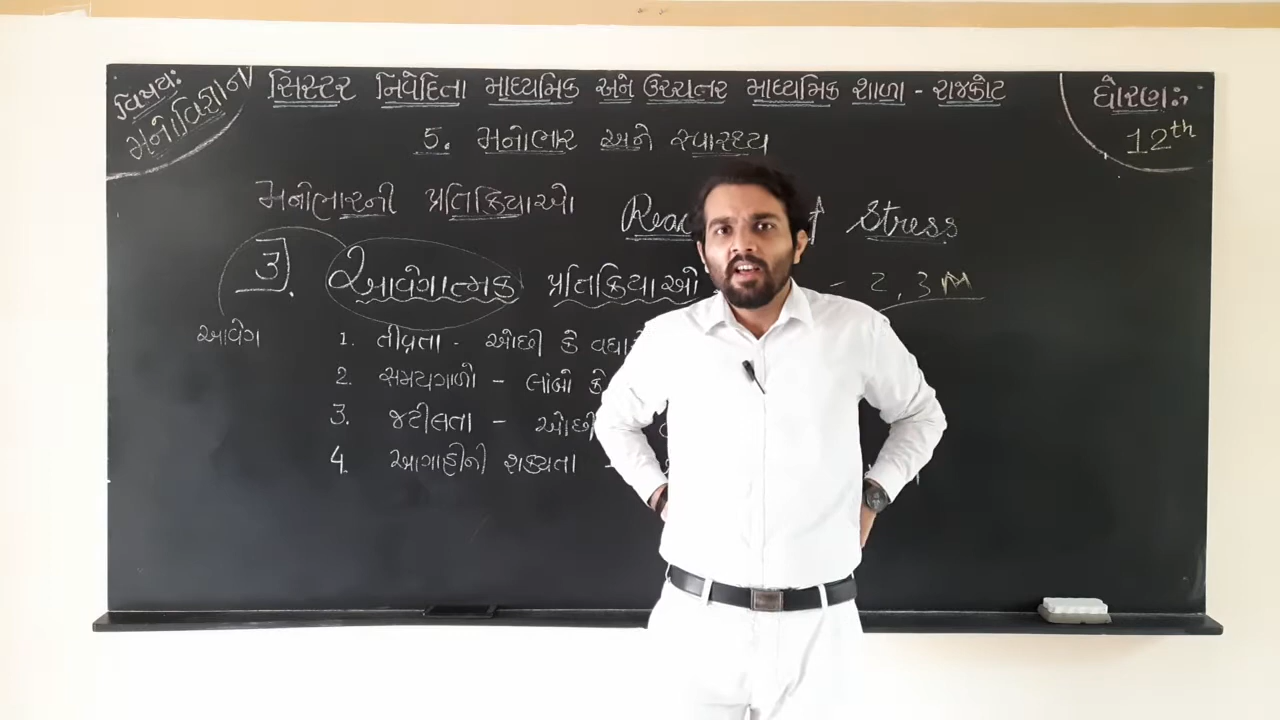 વિષય:
મનોવિજ્ઞાન
સિસ્ટર નિવેદિતા માધ્યમિક અને ઉચ્ચતર માધ્યમિક શાળા - રાજકોટ
ધોરણ:
12th
5. મનોભાર અને સ્વાસ્થ્ય
મનોભારની પ્રતિક્રિયાઓ
Stress
3. આવેગાત્મક પ્રતિક્રિયાઓ - 2, 3 M
આવેગ
1. તીવ્રતા - ઓછી કે
2. સમયગાળો - લાંબો કે
3. જટીલતા - ઓછી
4. આગાહીની શક્યતા -